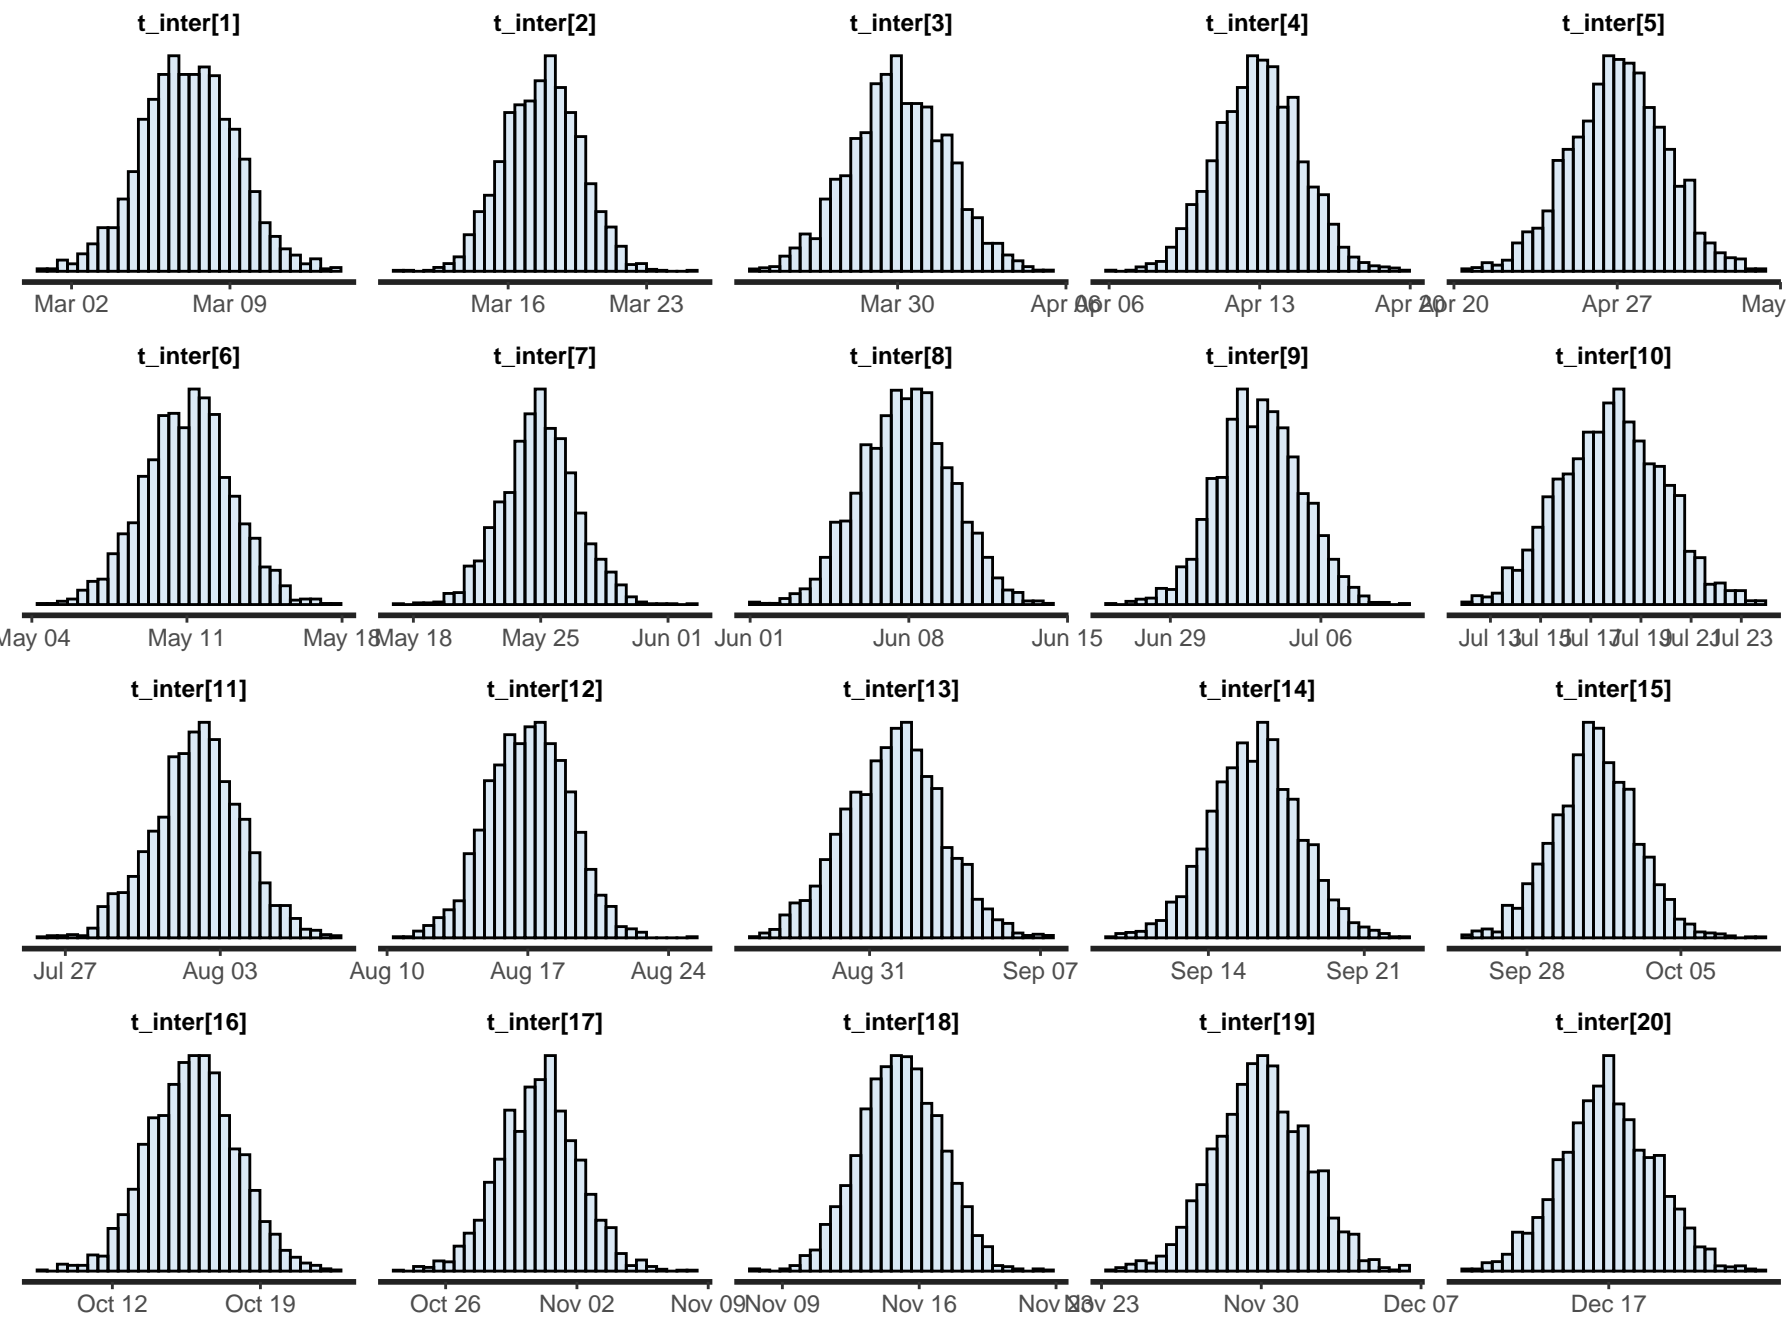 t_inter[1] t_inter[2] t_inter[3] t_inter[4] t_inter[5]
Mar 02 Mar 09 Mar 16 Mar 23 Mar 30 Apr 06 Apr 06 Apr 13 Apr 20 Apr 20 Apr 27 May
t_inter[6] t_inter[7] t_inter[8] t_inter[9] t_inter[10]
May 04 May 11 May 18 May 18 May 25 Jun 01 Jun 01 Jun 08 Jun 15 Jun 29 Jul 06 Jul 13 Jul 15 Jul 17 Jul 19 Jul 21 Jul 23
t_inter[11] t_inter[12] t_inter[13] t_inter[14] t_inter[15]
Jul 27 Aug 03 Aug 10 Aug 17 Aug 24 Aug 31 Sep 07 Sep 14 Sep 21 Sep 28 Oct 05
t_inter[16] t_inter[17] t_inter[18] t_inter[19] t_inter[20]
Oct 12 Oct 19 Oct 26 Nov 02 Nov 09 Nov 09 Nov 16 Nov 23 Nov 23 Nov 30 Dec 07 Dec 17